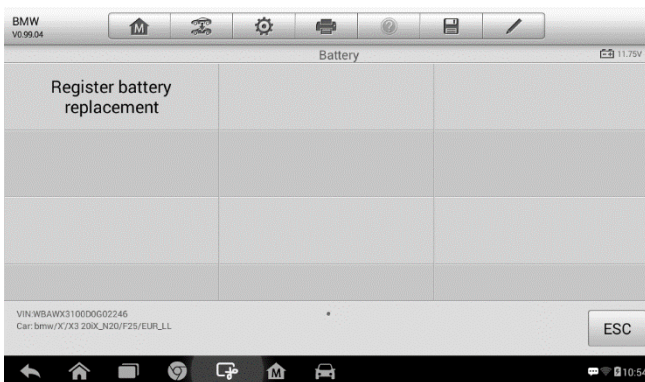 BMW
V0.99.04
Battery
11.75V
Register battery
replacement
VIN:WBAWX3100D0G02246
Car: bmw/X'/X3 20iX_N20/F25/EUR_LL
ESC
10:54